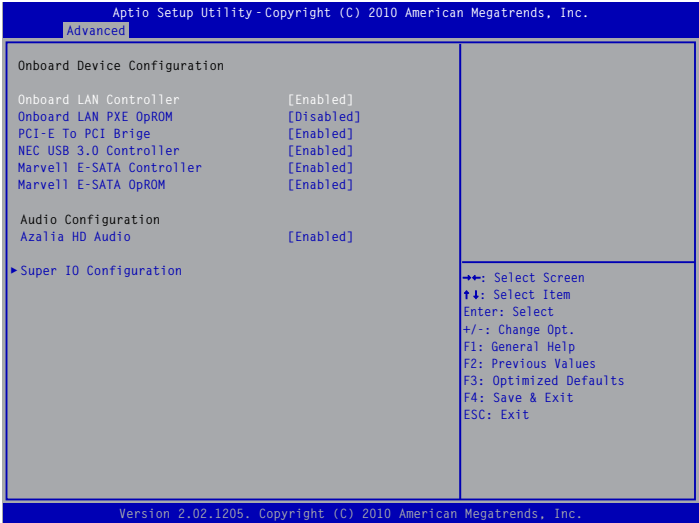 Aptio Setup Utility - Copyright (C) 2010 American Megatrends, Inc.
Advanced
Onboard Device Configuration
Onboard LAN Controller [Enabled]
Onboard LAN PXE OpROM [Disabled]
PCI-E To PCI Brige [Enabled]
NEC USB 3.0 Controller [Enabled]
Marvell E-SATA Controller [Enabled]
Marvell E-SATA OpROM [Enabled]
Audio Configuration
Azalia HD Audio [Enabled]
►Super IO Configuration
→←: Select Screen
↑↓: Select Item
Enter: Select
+/-: Change Opt.
F1: General Help
F2: Previous Values
F3: Optimized Defaults
F4: Save & Exit
ESC: Exit
Version 2.02.1205. Copyright (C) 2010 American Megatrends, Inc.